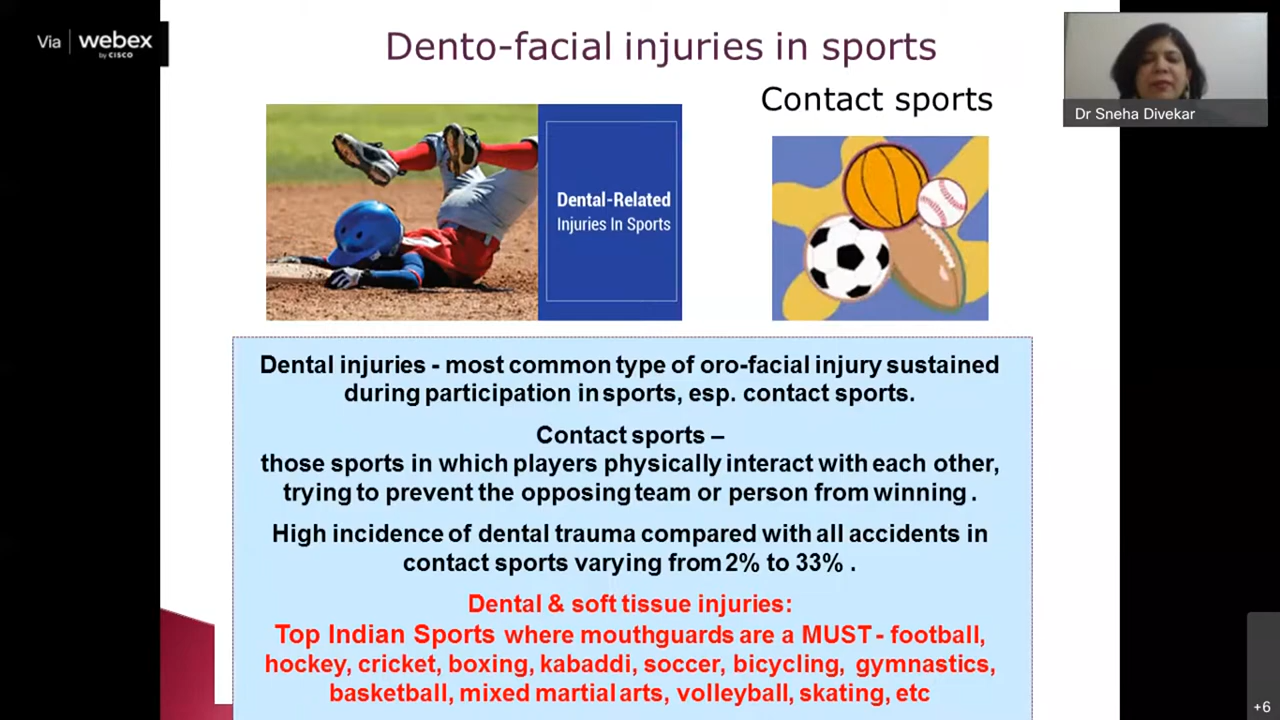 Via webex
by CISCO
Dento-facial injuries in sports
Contact sports
Dr Sneha Divekar
Dental-Related
Injuries In Sports
Dental injuries - most common type of oro-facial injury sustained
during participation in sports, esp. contact sports.
Contact sports –
those sports in which players physically interact with each other,
trying to prevent the opposing team or person from winning .
High incidence of dental trauma compared with all accidents in
contact sports varying from 2% to 33% .
Dental & soft tissue injuries:
Top Indian Sports where mouthguards are a MUST - football,
hockey, cricket, boxing, kabaddi, soccer, bicycling, gymnastics,
basketball, mixed martial arts, volleyball, skating, etc
+6